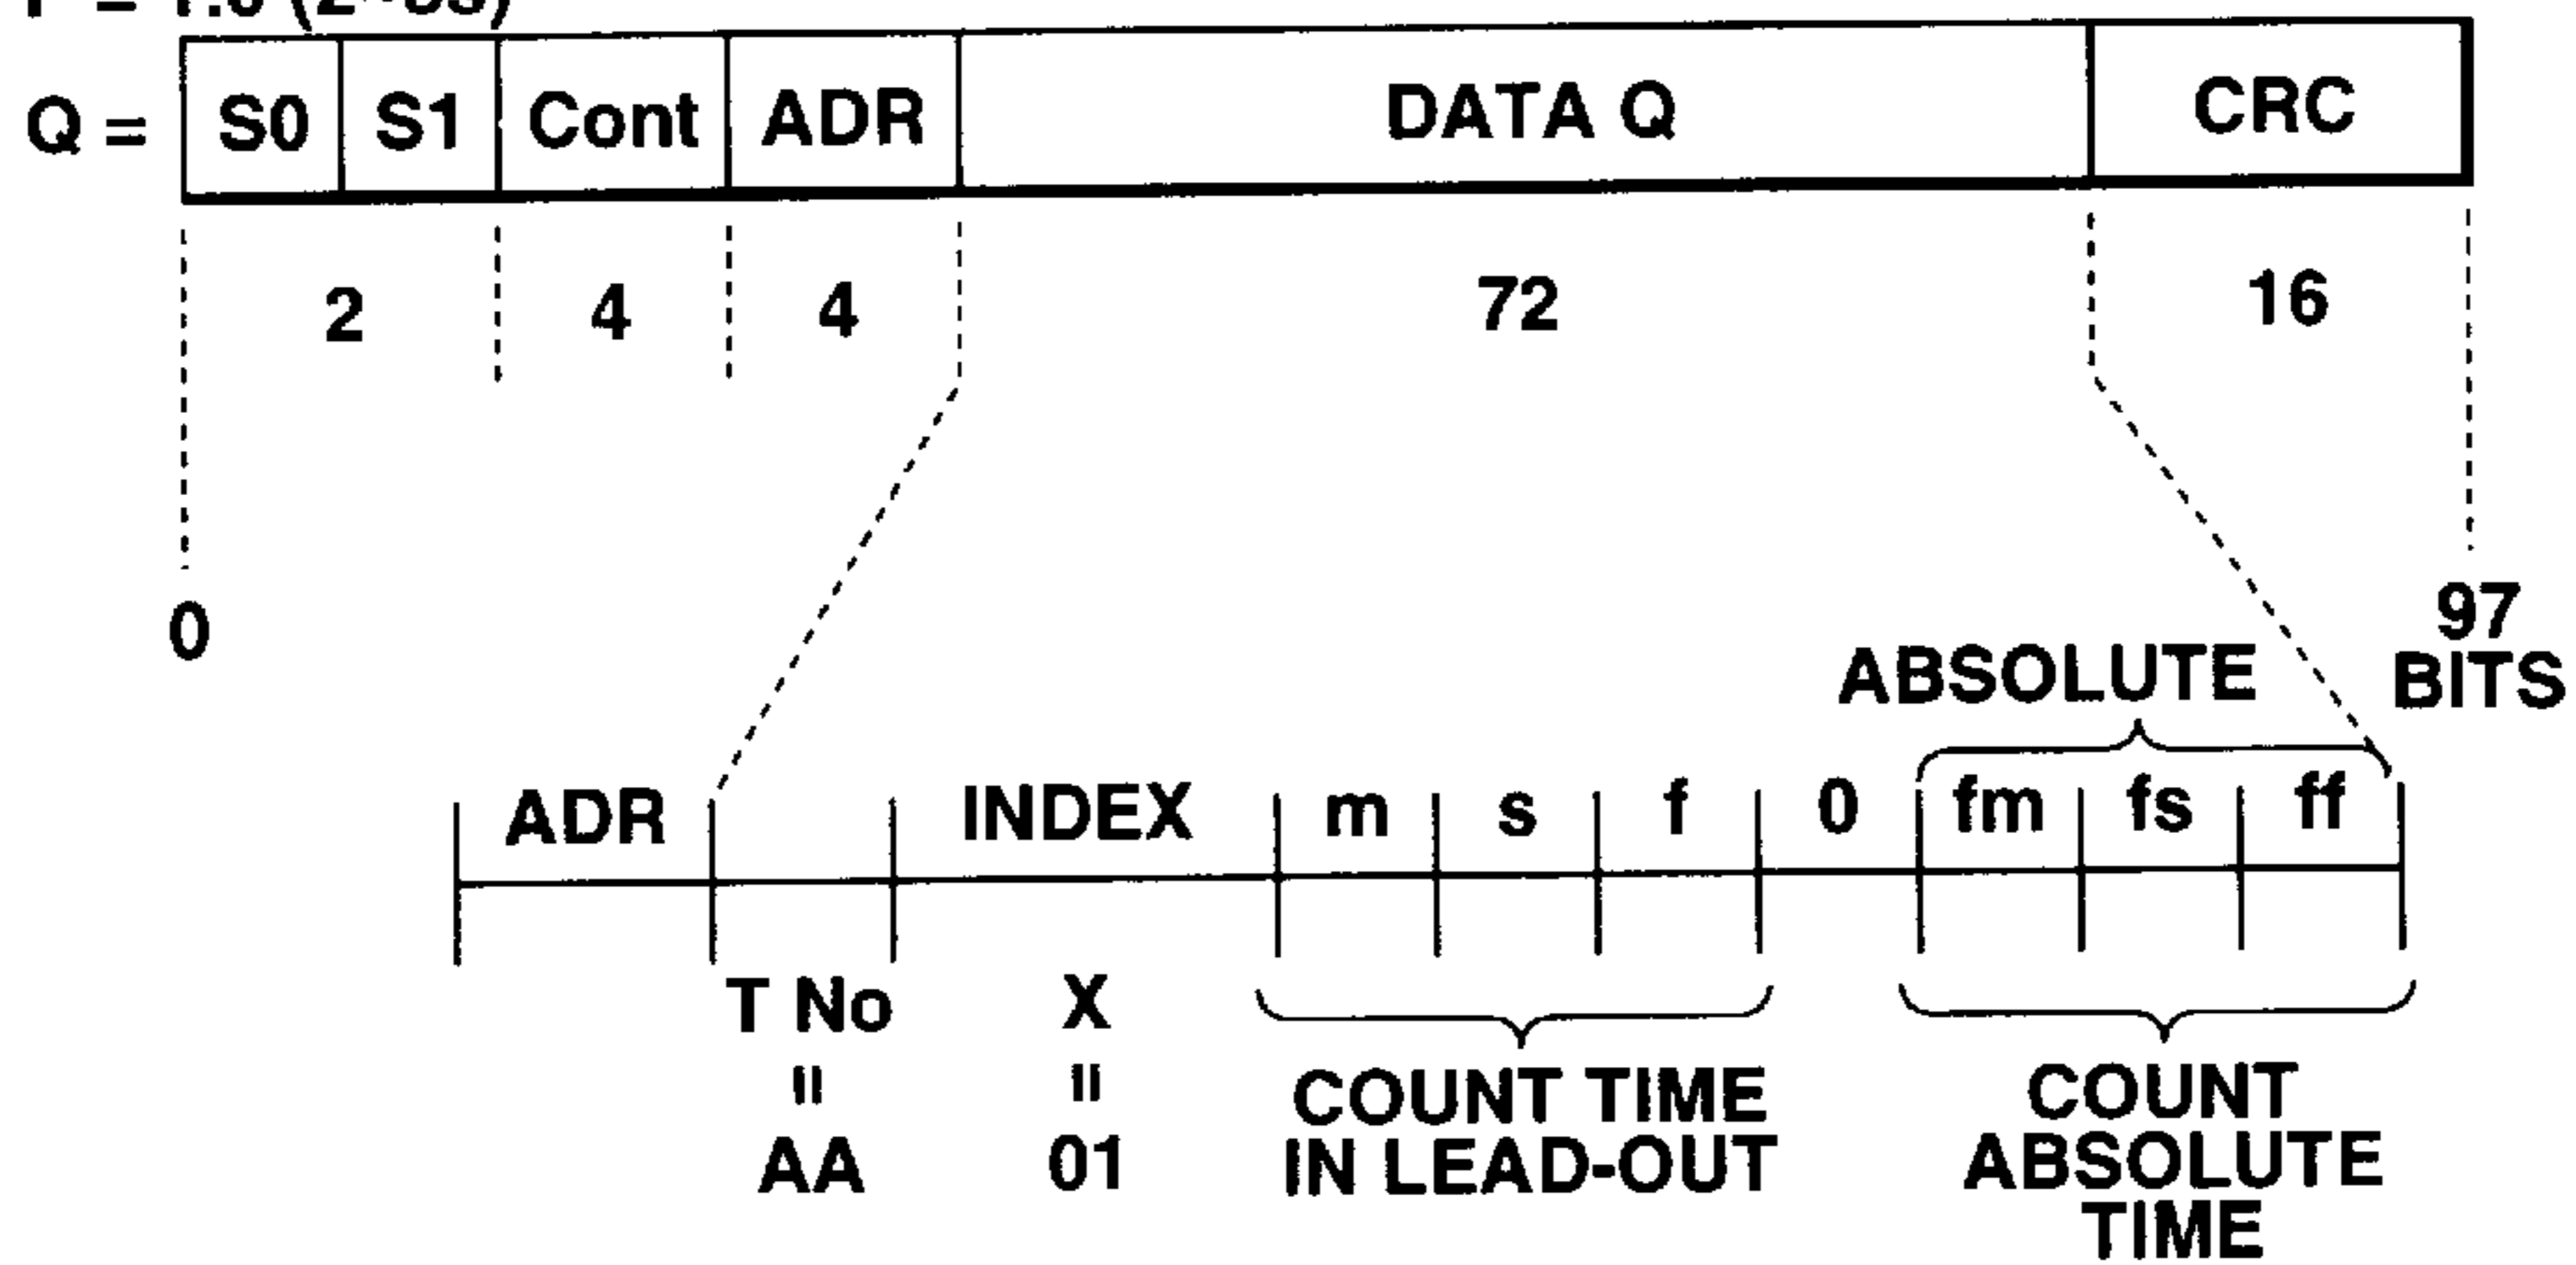 Q = S0 S1 Cont ADR DATA Q CRC
2 4 4 72 16
0 97
BITS
ABSOLUTE
ADR INDEX m s f 0 fm fs ff
T No X
= =
AA 01
COUNT TIME
IN LEAD-OUT
COUNT
ABSOLUTE
TIME